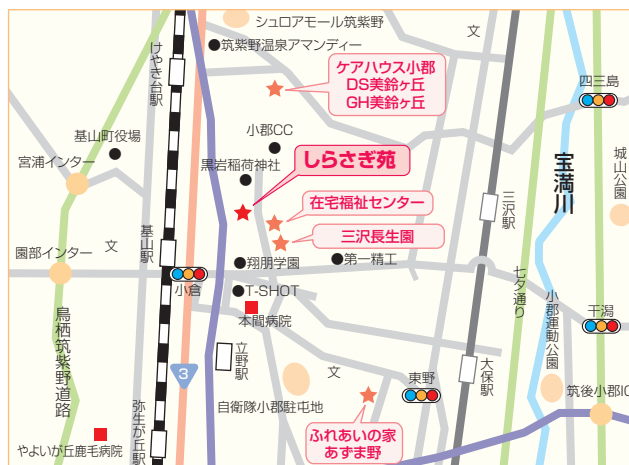 シュロアモール筑紫野
文
筑紫野温泉アマンディー
けやき台駅
ケアハウス小郡
DS美鈴ヶ丘
GH美鈴ヶ丘
四三島
基山町役場
小郡CC
宮浦インター
黒岩稲荷神社
しらさぎ苑
宝満川
城山公園
在宅福祉センター
三沢駅
三沢長生園
文
園部インター
基山駅
翔朋学園
第一精工
七夕通り
小倉
T-SHOT
本間病院
小郡運動公園
干潟
鳥栖筑紫野道路
立野駅
3
文
東野
大保駅
自衛隊小郡駐屯地
筑後小郡IC
弥生が丘駅
やよいが丘鹿毛病院
ふれあいの家
あずま野